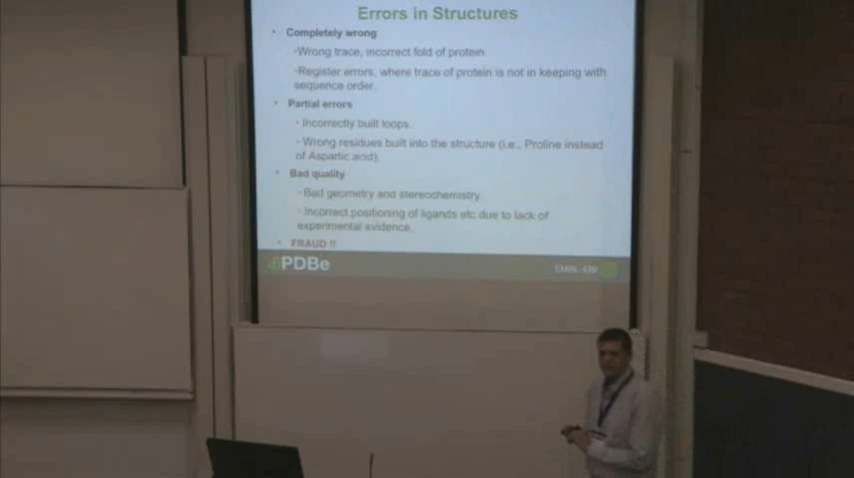 Errors in Structures
• Completely wrong
-Wrong trace, incorrect fold of protein
-Register errors, where trace of protein is not in keeping with
sequence order.
• Partial errors
- Incorrectly built loops.
- Wrong residues built into the structure (i.e., Proline instead
of Aspartic acid).
• Bad quality
- Bad geometry and stereochemistry
- Incorrect positioning of ligands etc due to lack of
experimental evidence.
• FRAUD !!
PDBe
EMBL-EBI